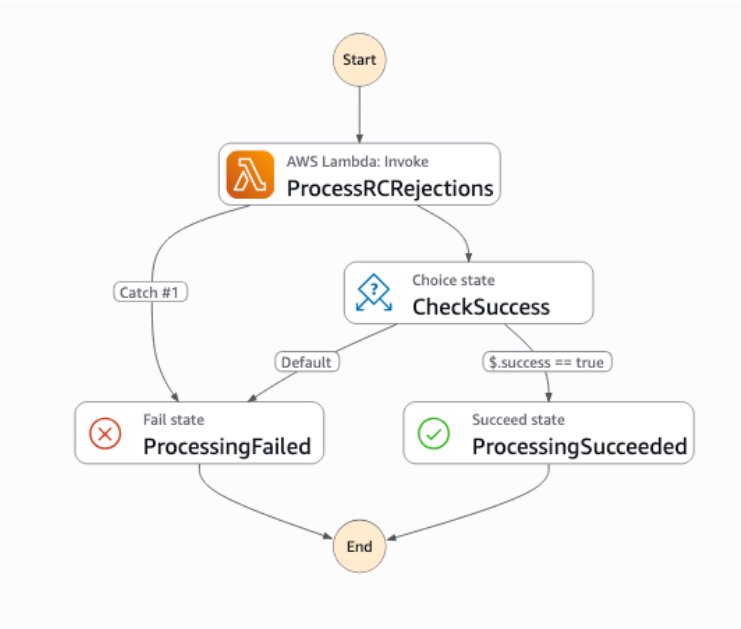 Start
AWS Lambda: Invoke
ProcessRCRejections
Catch #1
Choice state
CheckSuccess
Default
$.success == true
Fail state
ProcessingFailed
Succeed state
ProcessingSucceeded
End